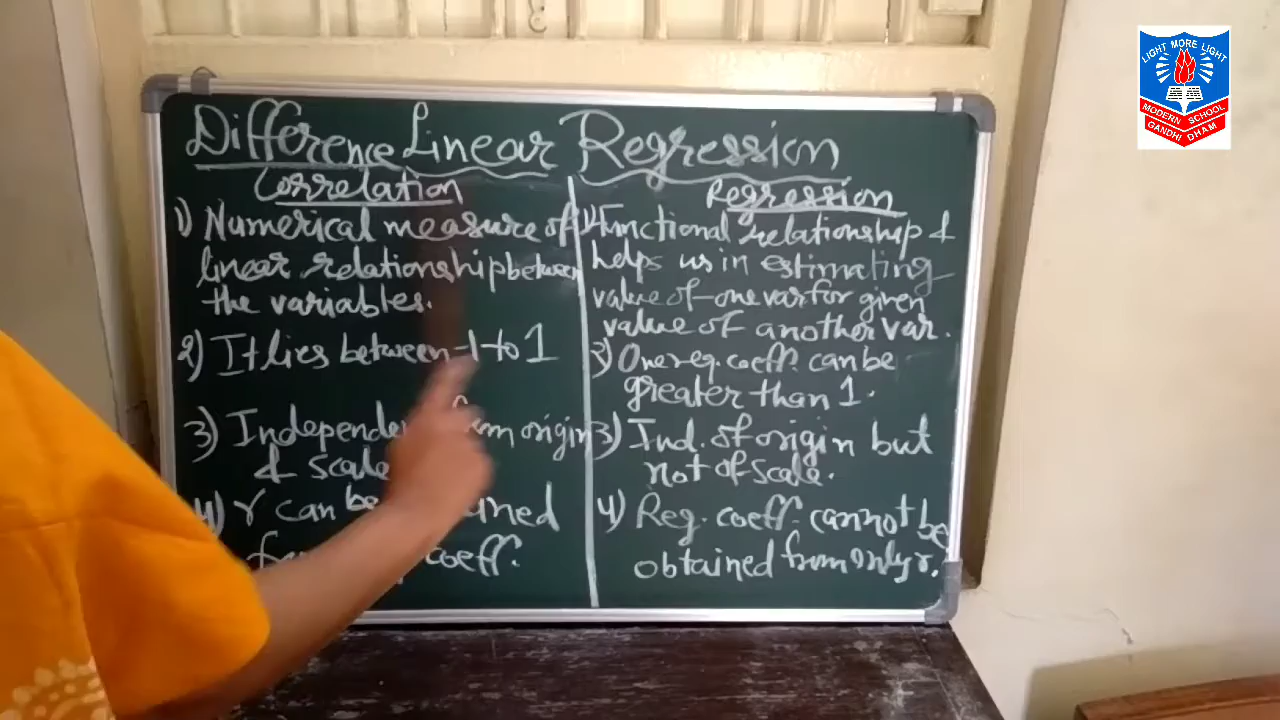 Difference Linear Regression
Correlation
1) Numerical measure of
linear relationship between
the variables.
2) It lies between -1 to 1
3) Independe origin
& scale
4) r can be
coeff.
Regression
1) Functional relationship &
helps us in estimating
value of one var for given
value of another var.
2) One reg. coeff. can be
greater than 1.
3) Ind. of origin but
not of scale.
4) Reg. coeff. cannot be
obtained from only r.
LIGHT MORE LIGHT
MODERN SCHOOL
GANDHI DHAM